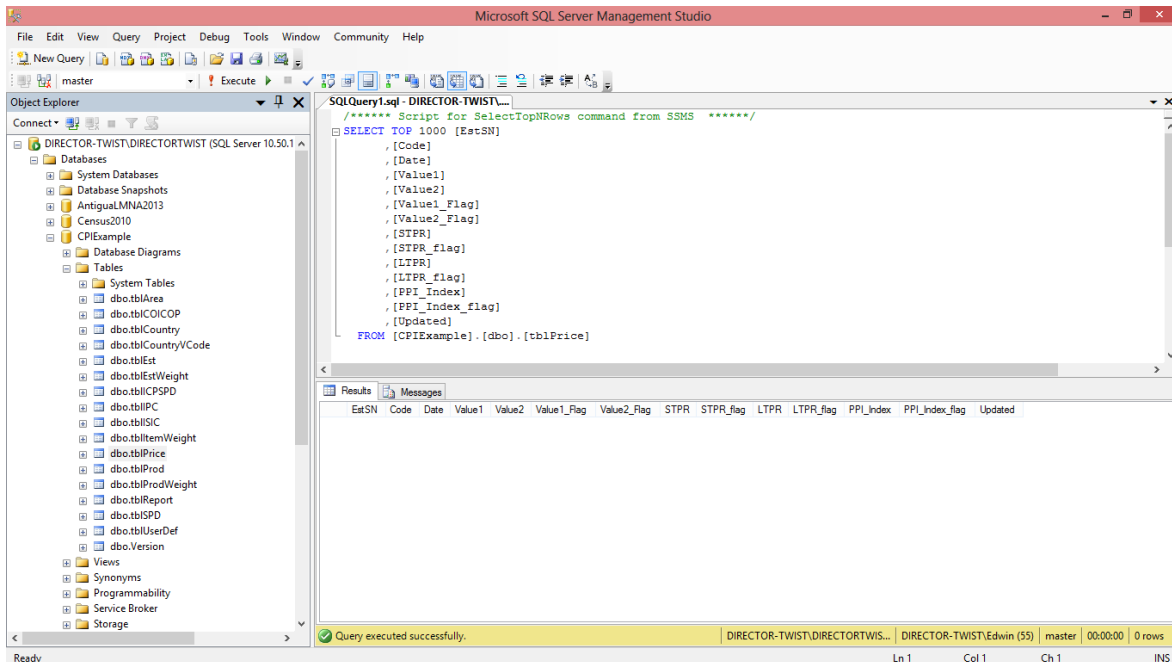 Microsoft SQL Server Management Studio
File Edit View Query Project Debug Tools Window Community Help
New Query
master Execute
Object Explorer
Connect
DIRECTOR-TWIST\DIRECTORTWIST (SQL Server 10.50.1
Databases
System Databases
Database Snapshots
AntiguaLMNA2013
Census2010
CPIExample
Database Diagrams
Tables
System Tables
dbo.tblArea
dbo.tblCOICOP
dbo.tblCountry
dbo.tblCountryVCode
dbo.tblEst
dbo.tblEstWeight
dbo.tblICPSPD
dbo.tblIPC
dbo.tblISIC
dbo.tblItemWeight
dbo.tblPrice
dbo.tblProd
dbo.tblProdWeight
dbo.tblReport
dbo.tblSPD
dbo.tblUserDef
dbo.Version
Views
Synonyms
Programmability
Service Broker
Storage
SQLQuery1.sql - DIRECTOR-TWIST\....
/****** Script for SelectTopNRows command from SSMS ******/
SELECT TOP 1000 [EstSN]
,[Code]
,[Date]
,[Value1]
,[Value2]
,[Value1_Flag]
,[Value2_Flag]
,[STPR]
,[STPR_flag]
,[LTPR]
,[LTPR_flag]
,[PPI_Index]
,[PPI_Index_flag]
,[Updated]
FROM [CPIExample].[dbo].[tblPrice]
Results Messages
EstSN Code Date Value1 Value2 Value1_Flag Value2_Flag STPR STPR_flag LTPR LTPR_flag PPI_Index PPI_Index_flag Updated
Query executed successfully. DIRECTOR-TWIST\DIRECTORTWIS... DIRECTOR-TWIST\Edwin (55) master 00:00:00 0 rows
Ready Ln 1 Col 1 Ch 1 INS